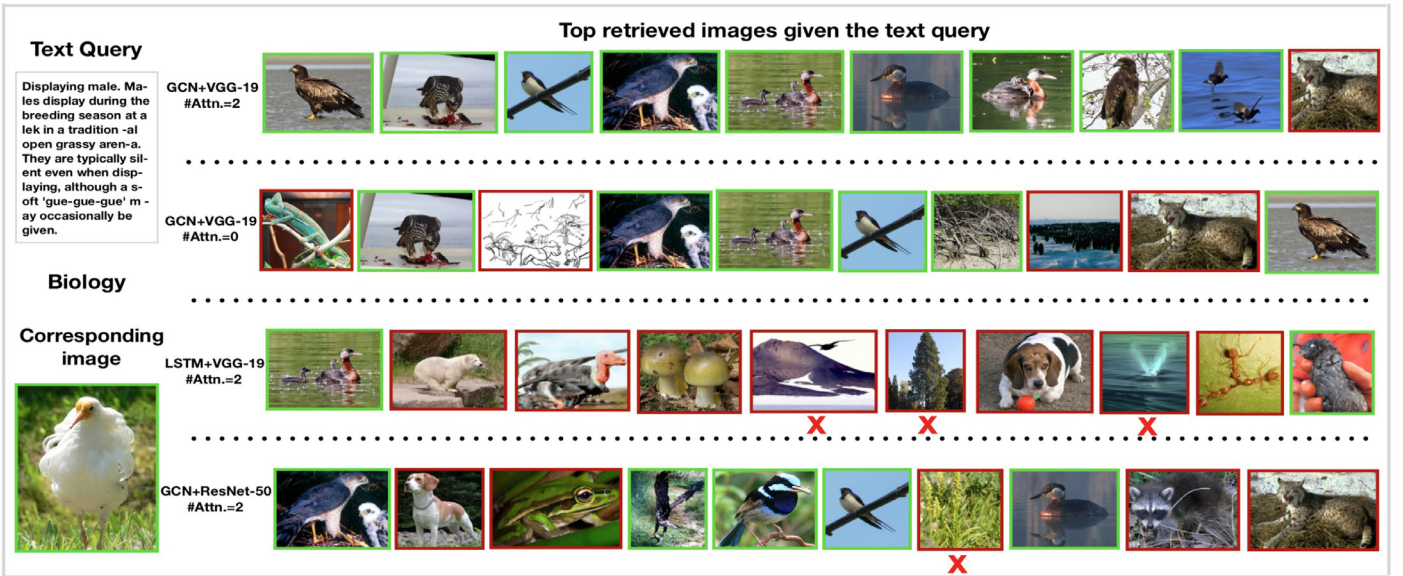 Top retrieved images given the text query
Text Query
Displaying male. Ma-
les display during the
breeding season at a
lek in a tradition -al
open grassy aren-a.
They are typically sil-
ent even when disp-
laying, although a s-
oft 'gue-gue-gue' m -
ay occasionally be
given.
Biology
Corresponding
image
GCN+VGG-19
#Attn.=2
GCN+VGG-19
#Attn.=0
LSTM+VGG-19
#Attn.=2
X
X
X
GCN+ResNet-50
#Attn.=2
X